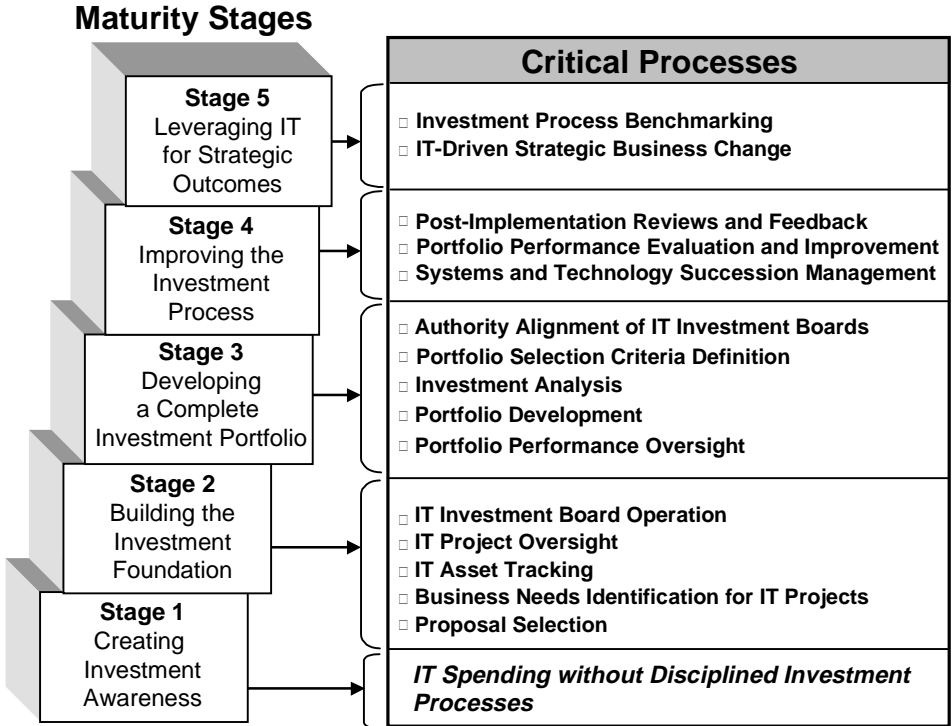 Maturity Stages
Critical Processes
Stage 5
Leveraging IT
for Strategic
Outcomes
Investment Process Benchmarking
IT-Driven Strategic Business Change
Stage 4
Improving the
Investment
Process
Post-Implementation Reviews and Feedback
Portfolio Performance Evaluation and Improvement
Systems and Technology Succession Management
Stage 3
Developing
a Complete
Investment Portfolio
Authority Alignment of IT Investment Boards
Portfolio Selection Criteria Definition
Investment Analysis
Portfolio Development
Portfolio Performance Oversight
Stage 2
Building the
Investment
Foundation
IT Investment Board Operation
IT Project Oversight
IT Asset Tracking
Business Needs Identification for IT Projects
Proposal Selection
Stage 1
Creating
Investment
Awareness
IT Spending without Disciplined Investment
Processes